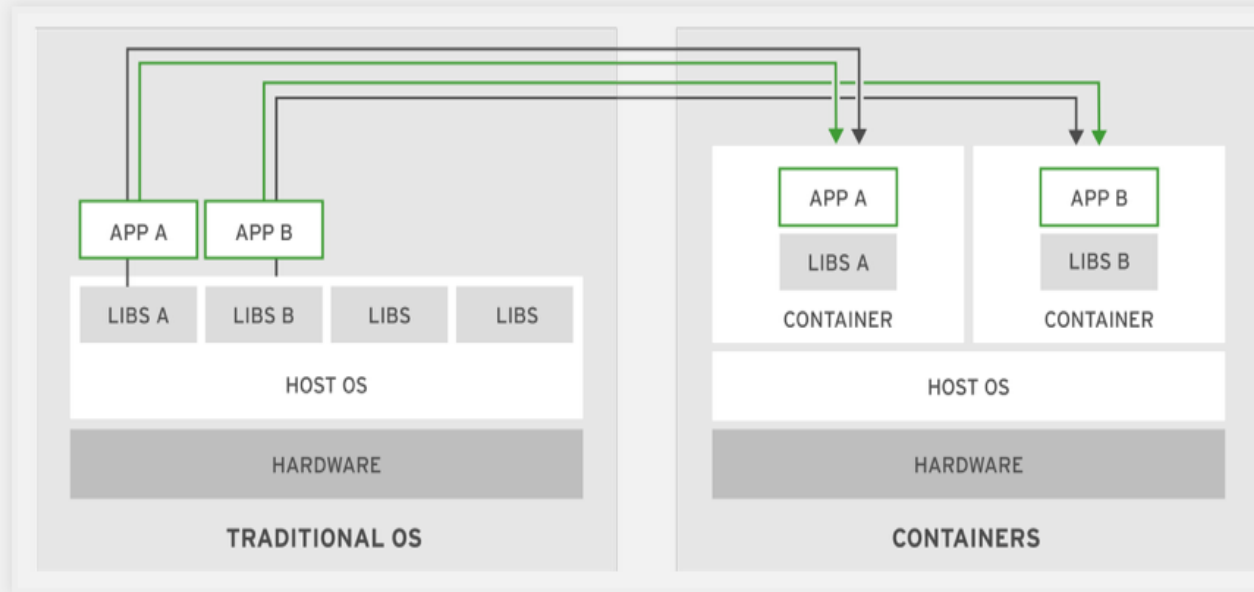 APP A
APP B
LIBS A
LIBS B
LIBS
LIBS
HOST OS
HARDWARE
TRADITIONAL OS
APP A
LIBS A
CONTAINER
APP B
LIBS B
CONTAINER
HOST OS
HARDWARE
CONTAINERS